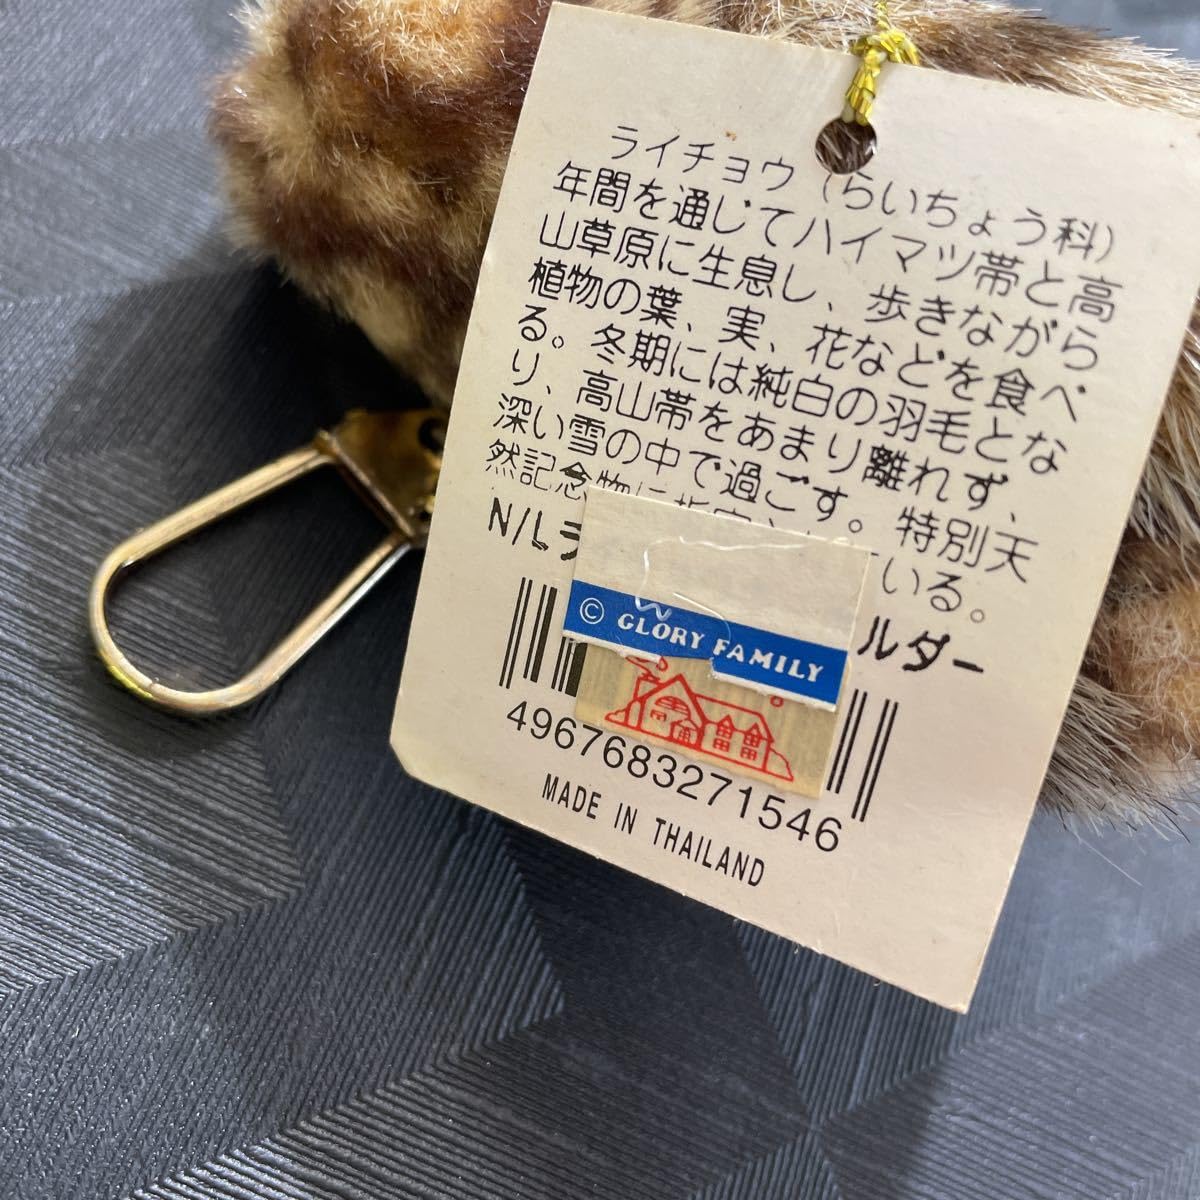 ライチョウ（らいちょう科）
年間を通じてハイマツ帯と高
山草原に生息し、歩きながら
植物の葉、実、花などを食べ
る。冬期には純白の羽毛とな
り、高山帯をあまり離れず、
深い雪の中で過ごす。特別天
然記念物に指定 いる。
N/Lラ ルダー
© GLORY FAMILY
4967683271546
MADE IN THAILAND